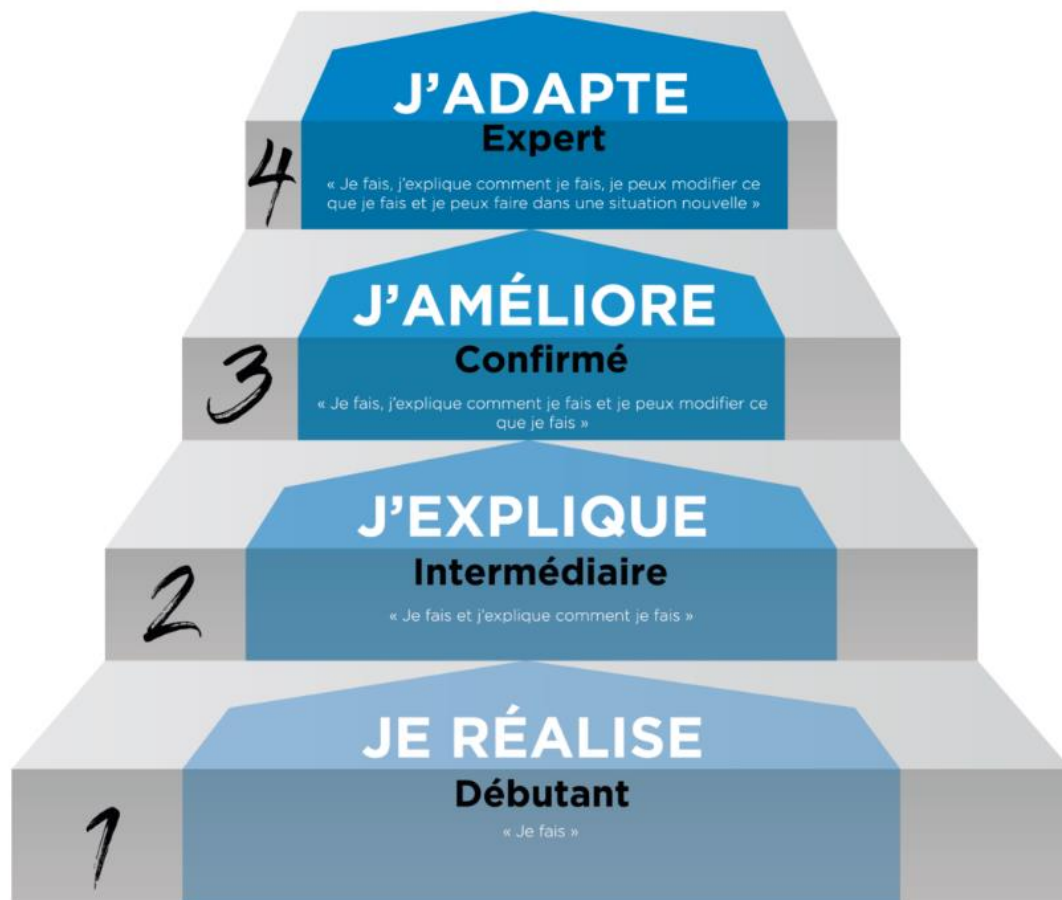 J'ADAPTE
Expert
4
« Je fais, j'explique comment je fais, je peux modifier ce
que je fais et je peux faire dans une situation nouvelle »
J'AMÉLIORE
Confirmé
3
« Je fais, j'explique comment je fais et je peux modifier ce
que je fais »
J'EXPLIQUE
Intermédiaire
2
« Je fais et j'explique comment je fais »
JE RÉALISE
Débutant
1
« Je fais »